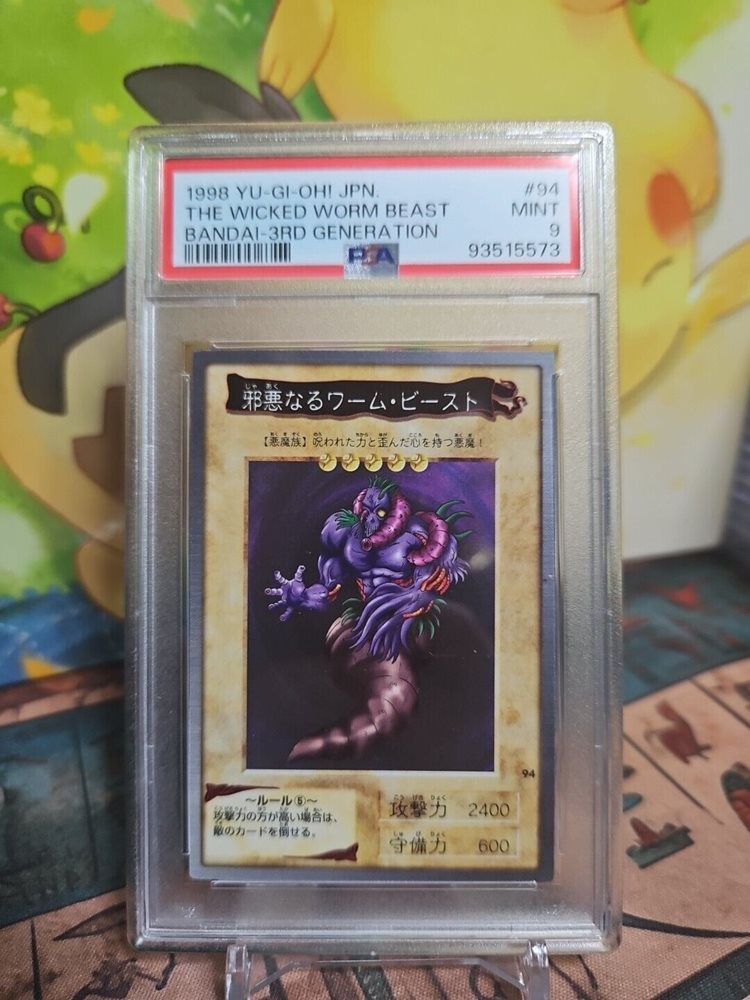 1998 YU-GI-OH! JPN. #94
THE WICKED WORM BEAST MINT
BANDAI-3RD GENERATION 9
PSA 93515573
邪悪なるワーム・ビースト
【悪魔族】呪われた力と歪んだ心を持つ悪魔！
94
〜ルール⑤〜
攻撃力の方が高い場合は、
敵のカードを倒せる。
攻撃力 2400
守備力 600